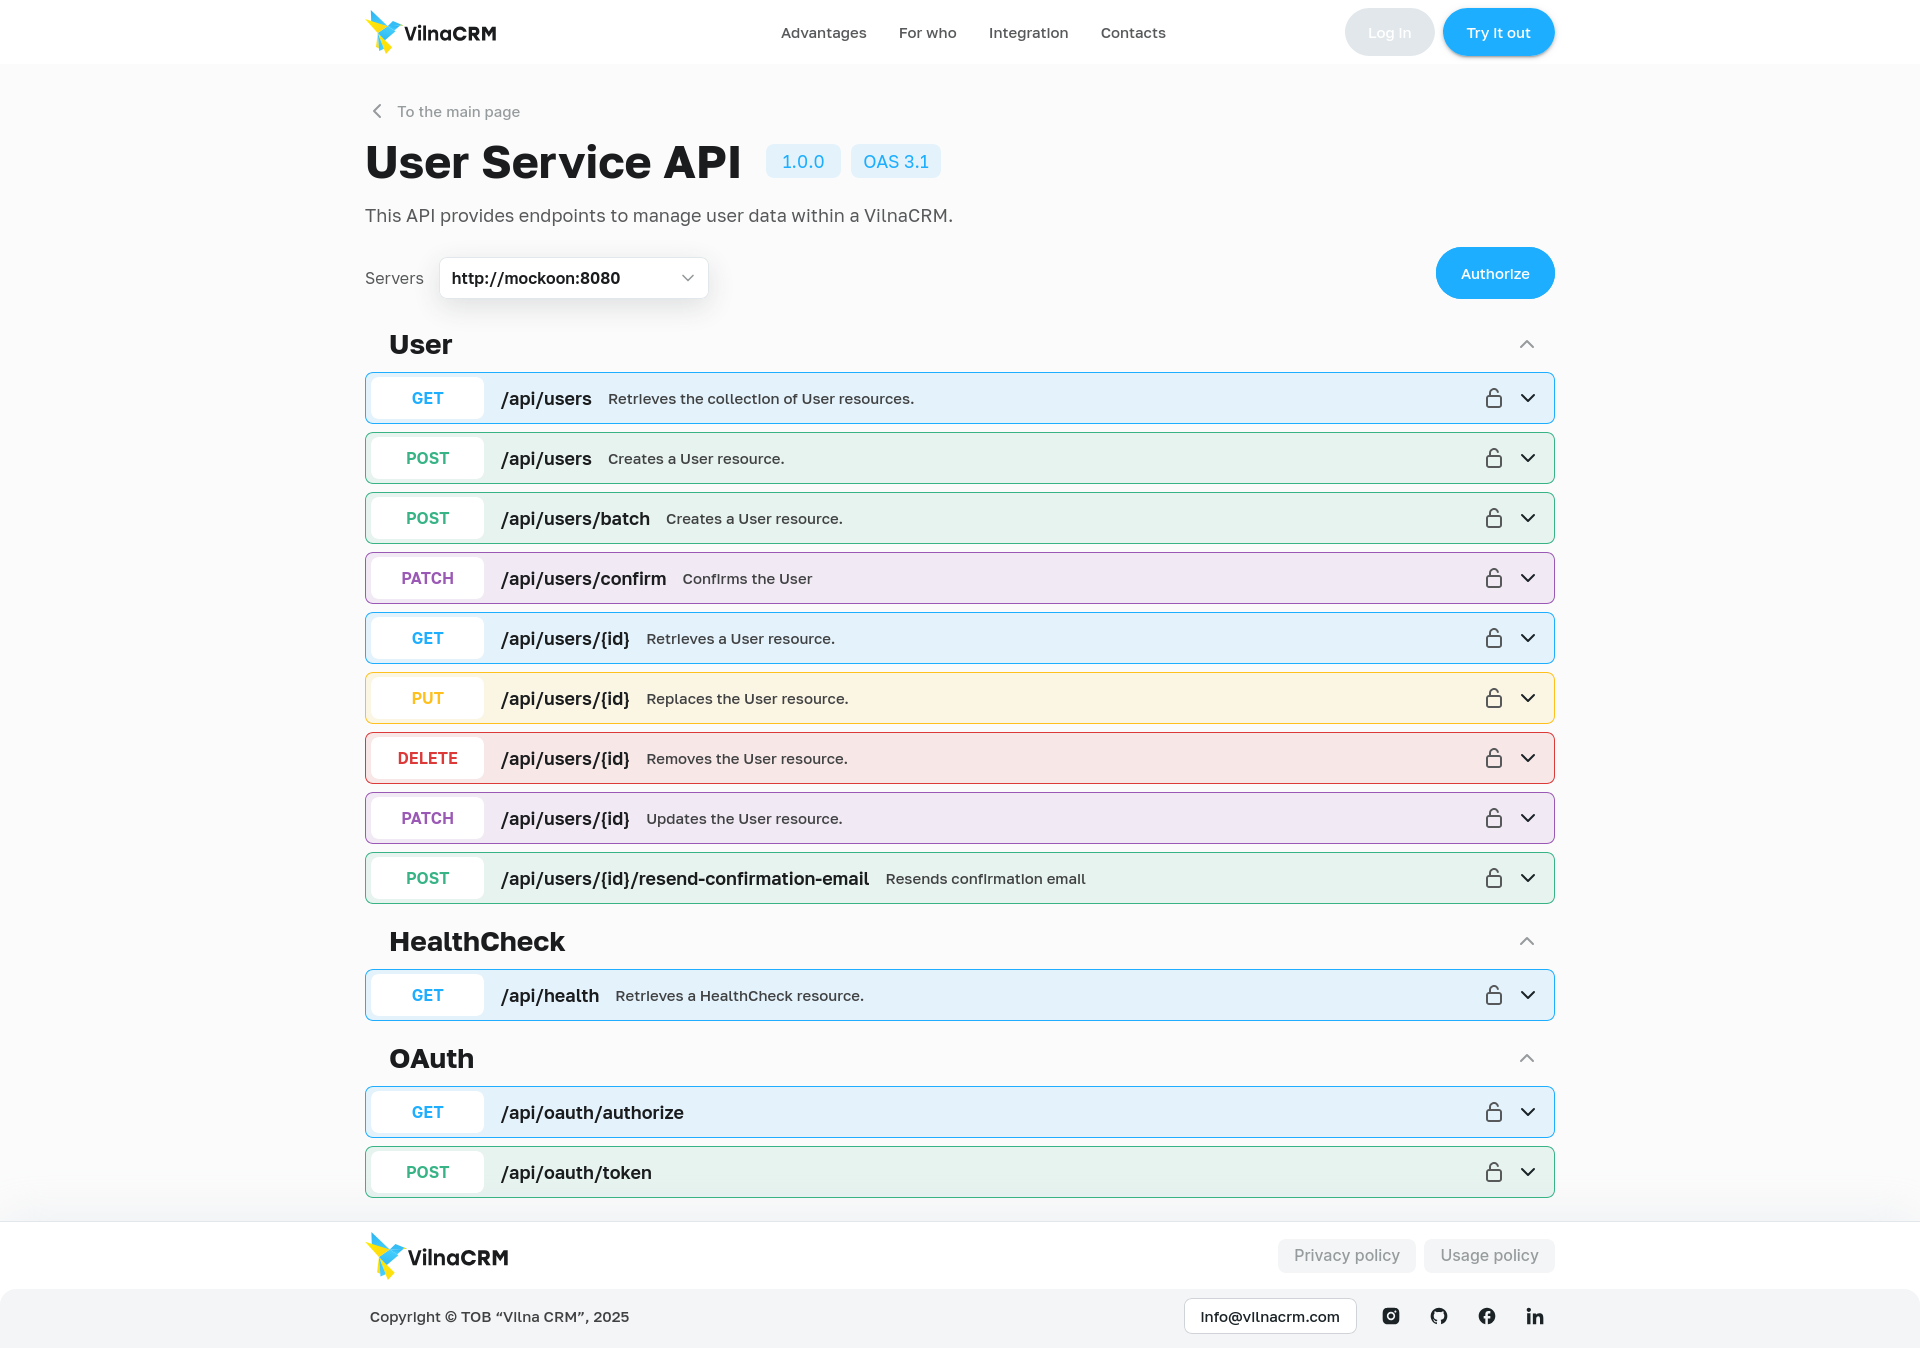 VilnaCRM
Advantages
For who
Integration
Contacts
Log in
Try it out
To the main page
User Service API
1.0.0
OAS 3.1
This API provides endpoints to manage user data within a VilnaCRM.
Servers
http://mockoon:8080
Authorize
User
GET /api/users Retrieves the collection of User resources.
POST /api/users Creates a User resource.
POST /api/users/batch Creates a User resource.
PATCH /api/users/confirm Confirms the User
GET /api/users/{id} Retrieves a User resource.
PUT /api/users/{id} Replaces the User resource.
DELETE /api/users/{id} Removes the User resource.
PATCH /api/users/{id} Updates the User resource.
POST /api/users/{id}/resend-confirmation-email Resends confirmation email
HealthCheck
GET /api/health Retrieves a HealthCheck resource.
OAuth
GET /api/oauth/authorize
POST /api/oauth/token
VilnaCRM
Privacy policy
Usage policy
Copyright © ТОВ “Vilna CRM”, 2025
info@vilnacrm.com